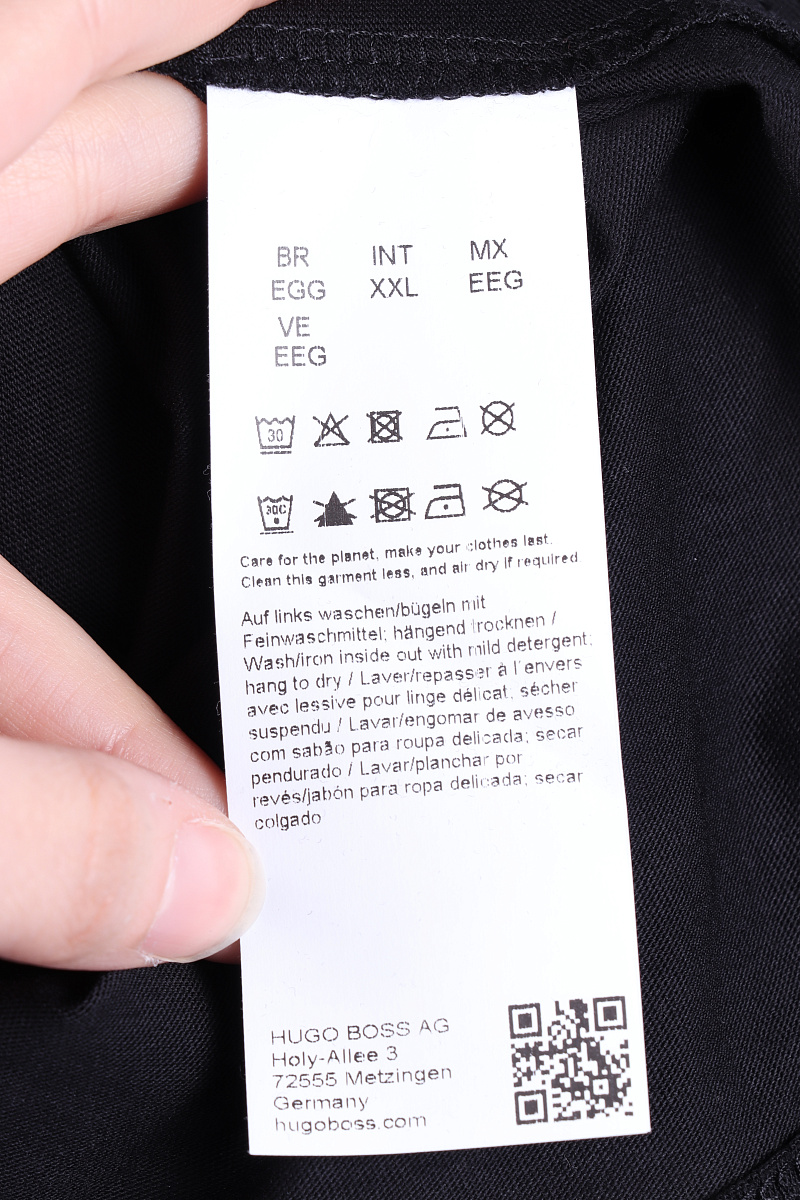 BR INT MX
EGG XXL EEG
VE
EEG
30
30C
Care for the planet, make your clothes last.
Clean this garment less, and air dry if required.
Auf links waschen/bügeln mit
Feinwaschmittel; hängend trocknen /
Wash/iron inside out with mild detergent;
hang to dry / Laver/repasser à l'envers
avec lessive pour linge délicat, sécher
suspendu / Lavar/engomar de avesso
com sabão para roupa delicada; secar
pendurado / Lavar/planchar por
revés/jabón para ropa delicada; secar
colgado
HUGO BOSS AG
Holy-Allee 3
72555 Metzingen
Germany
hugoboss.com